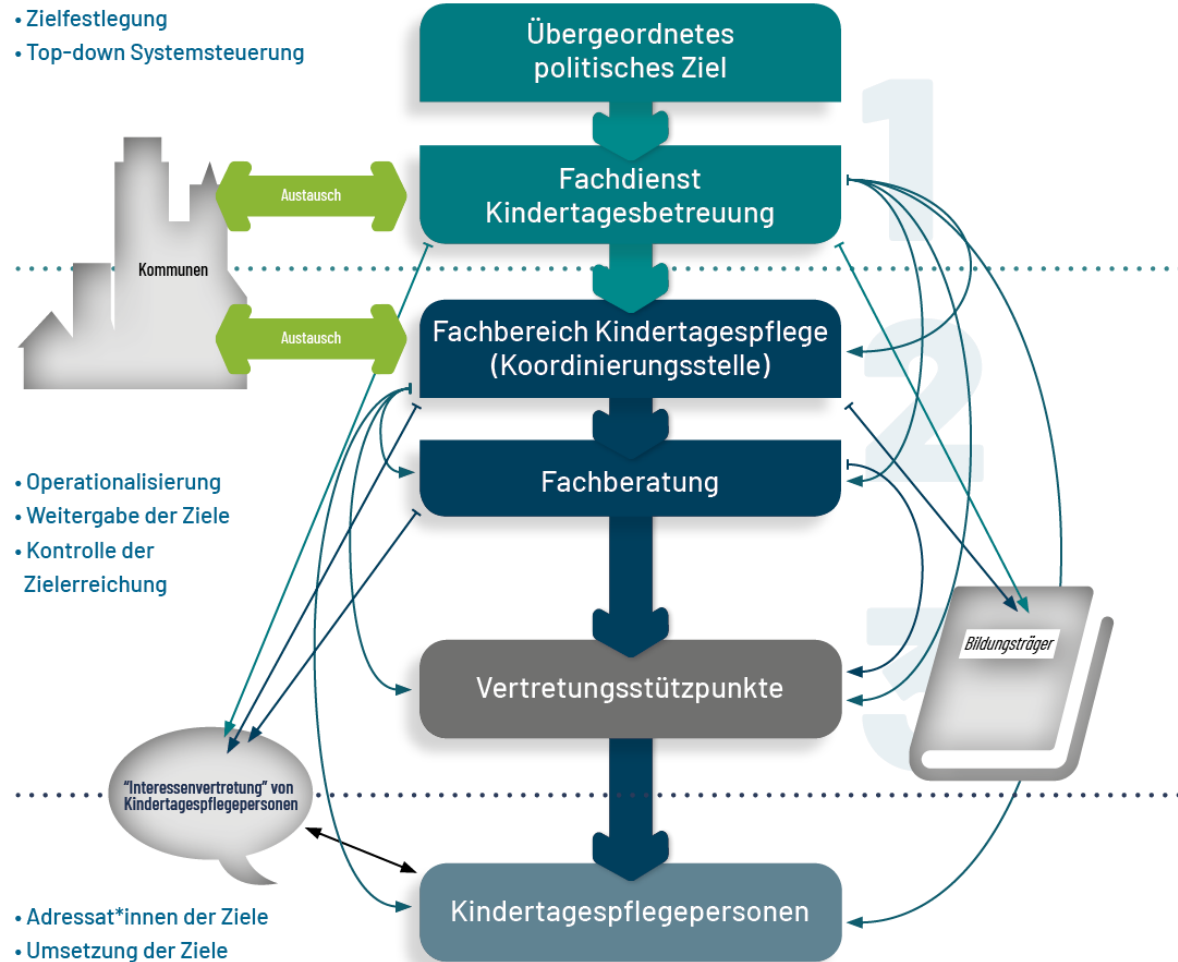 • Zielfestlegung
• Top-down Systemsteuerung
Übergeordnetes
politisches Ziel
1
Fachdienst
Kindertagesbetreuung
Austausch
Kommunen
Austausch
Fachbereich Kindertagespflege
(Koordinierungsstelle)
2
• Operationalisierung
• Weitergabe der Ziele
• Kontrolle der
Zielerreichung
Fachberatung
3
Vertretungsstützpunkte
Bildungsträger
"Interessenvertretung" von
Kindertagespflegepersonen
• Adressat*innen der Ziele
• Umsetzung der Ziele
Kindertagespflegepersonen